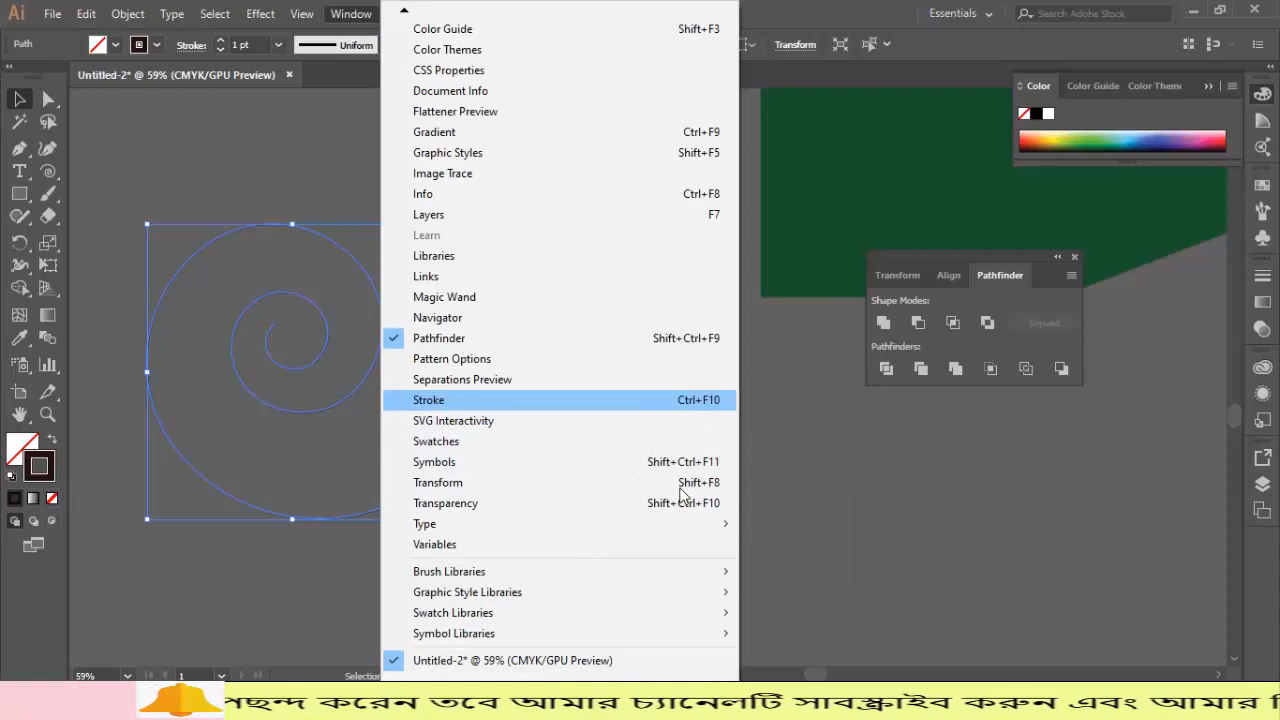 Ai File Edit Object Type Select Effect View Window Essentials Search Adobe Stock
Path Stroke: 1 pt Uniform Transform
Untitled-2* @ 59% (CMYK/GPU Preview)
Color Guide Shift+F3
Color Themes
CSS Properties
Document Info
Flattener Preview
Gradient Ctrl+F9
Graphic Styles Shift+F5
Image Trace
Info Ctrl+F8
Layers F7
Learn
Libraries
Links
Magic Wand
Navigator
Pathfinder Shift+Ctrl+F9
Pattern Options
Separations Preview
Stroke Ctrl+F10
SVG Interactivity
Swatches
Symbols Shift+Ctrl+F11
Transform Shift+F8
Transparency Shift+Ctrl+F10
Type
Variables
Brush Libraries
Graphic Style Libraries
Swatch Libraries
Symbol Libraries
Untitled-2* @ 59% (CMYK/GPU Preview)
Color Color Guide Color Theme
Transform Align Pathfinder
Shape Modes:
Expand
Pathfinders:
59% 1 Selection
পছন্দ করেন তবে আমার চ্যানেলটি সাবস্ক্রাইব করুন এবং আমার